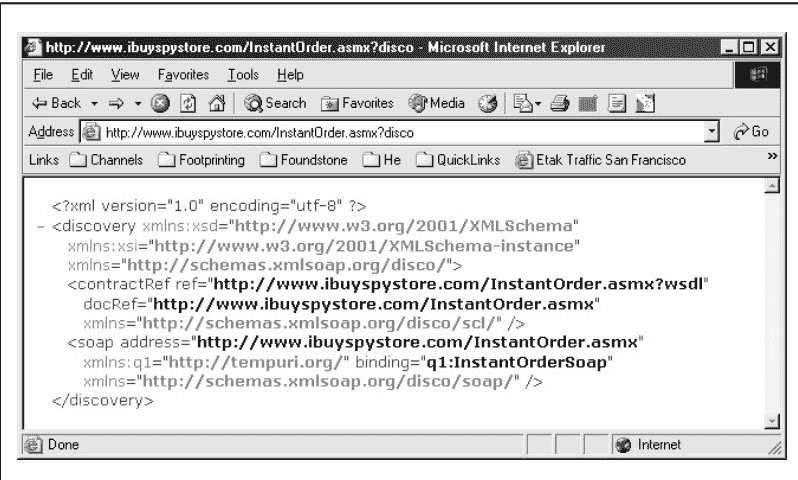 http://www.ibuyspystore.com/InstantOrder.asmx?disco - Microsoft Internet Explorer
File Edit View Favorites Tools Help
Back Search Favorites Media
Address http://www.ibuyspystore.com/InstantOrder.asmx?disco Go
Links Channels Footprinting Foundstone He QuickLinks Etak Traffic San Francisco »
<?xml version="1.0" encoding="utf-8" ?>
- <discovery xmlns:xsd="http://www.w3.org/2001/XMLSchema"
xmlns:xsi="http://www.w3.org/2001/XMLSchema-instance"
xmlns="http://schemas.xmlsoap.org/disco/">
<contractRef ref="http://www.ibuyspystore.com/InstantOrder.asmx?wsdl"
docRef="http://www.ibuyspystore.com/InstantOrder.asmx"
xmlns="http://schemas.xmlsoap.org/disco/scl/" />
<soap address="http://www.ibuyspystore.com/InstantOrder.asmx"
xmlns:q1="http://tempuri.org/" binding="q1:InstantOrderSoap"
xmlns="http://schemas.xmlsoap.org/disco/soap/" />
</discovery>
Done Internet